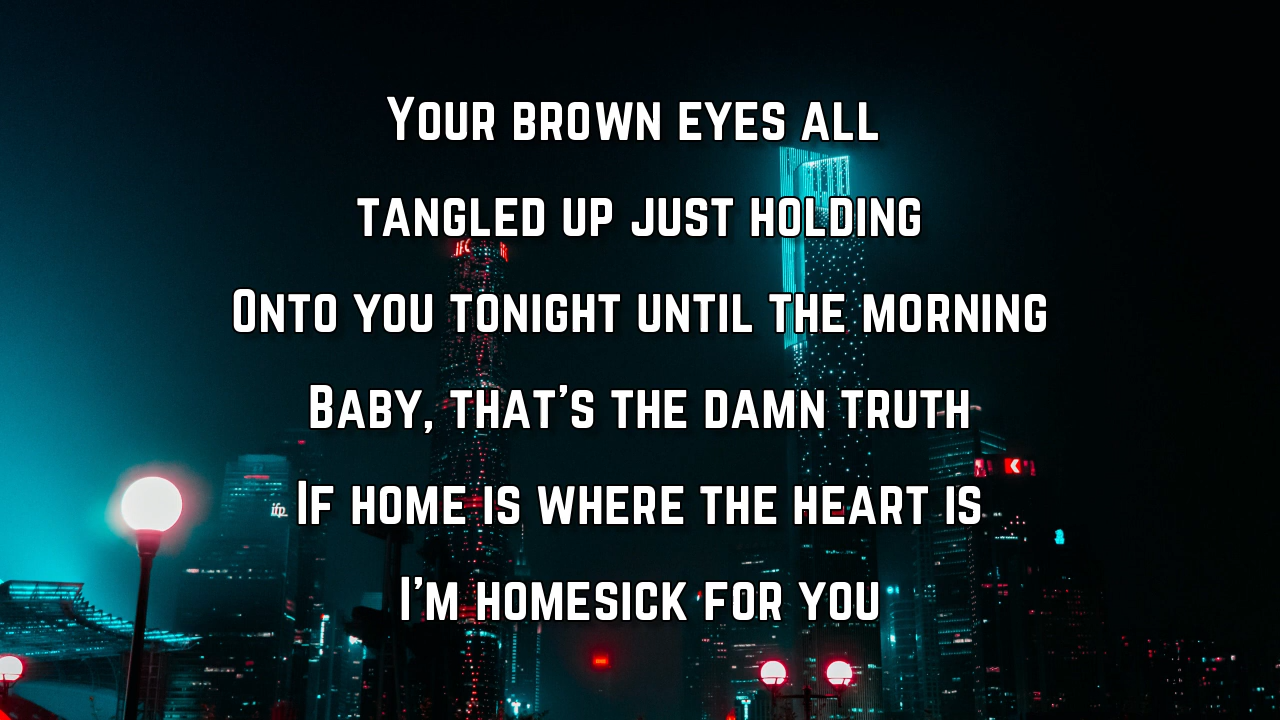 Your brown eyes all
tangled up just holding
Onto you tonight until the morning
Baby, that's the damn truth
If home is where the heart is
I'm homesick for you
ifp